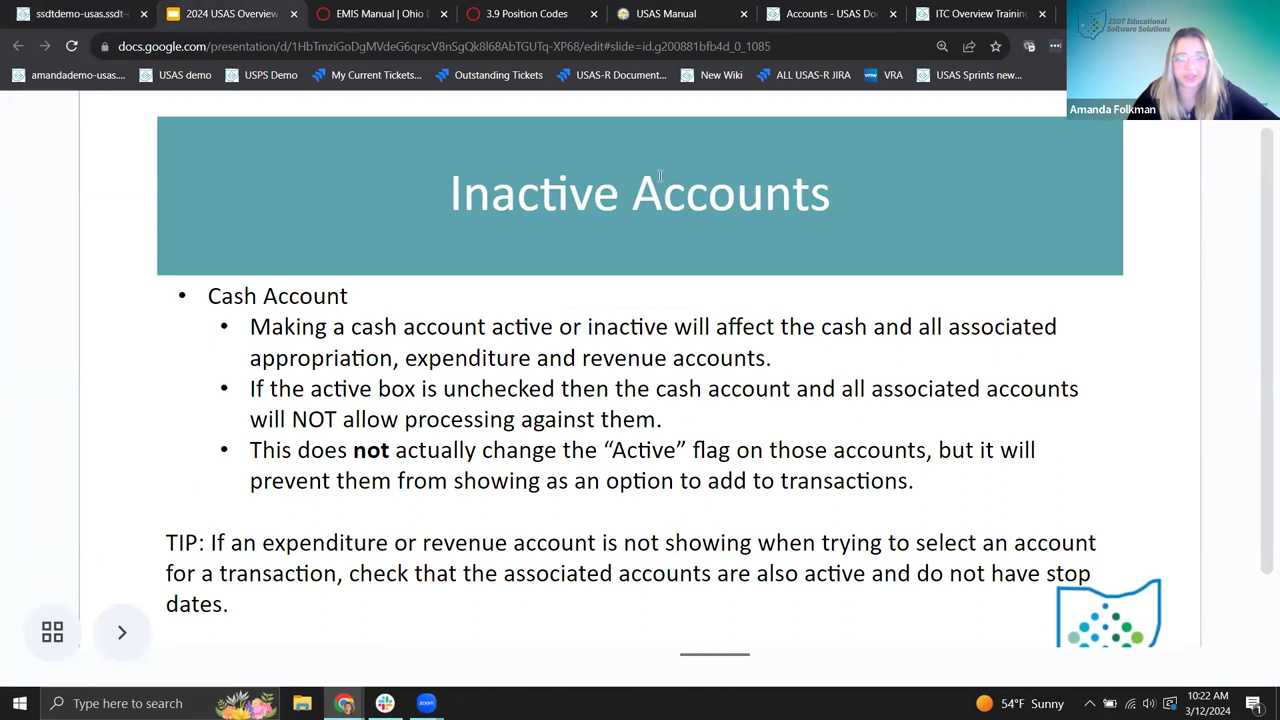 ssdtdemo-usas.ssdt-
2024 USAS Overview
EMIS Manual | Ohio
3.9 Position Codes
USAS Manual
Accounts - USAS Do
ITC Overview Training
docs.google.com/presentation/d/1HbTmziGoDgMVdeG6qrscV8nSgQk8l68AbTGUTq-XP68/edit#slide=id.g200881bfb4d_0_1085
amandademo-usas....
USAS demo
USPS Demo
My Current Tickets...
Outstanding Tickets
USAS-R Document...
New Wiki
ALL USAS-R JIRA
vmw
VRA
USAS Sprints new...
SSDT Educational
Software Solutions
Amanda Folkman
Inactive Accounts
• Cash Account
• Making a cash account active or inactive will affect the cash and all associated
appropriation, expenditure and revenue accounts.
• If the active box is unchecked then the cash account and all associated accounts
will NOT allow processing against them.
• This does not actually change the “Active” flag on those accounts, but it will
prevent them from showing as an option to add to transactions.
TIP: If an expenditure or revenue account is not showing when trying to select an account
for a transaction, check that the associated accounts are also active and do not have stop
dates.
Type here to search
zoom
54°F Sunny
10:22 AM
3/12/2024
1